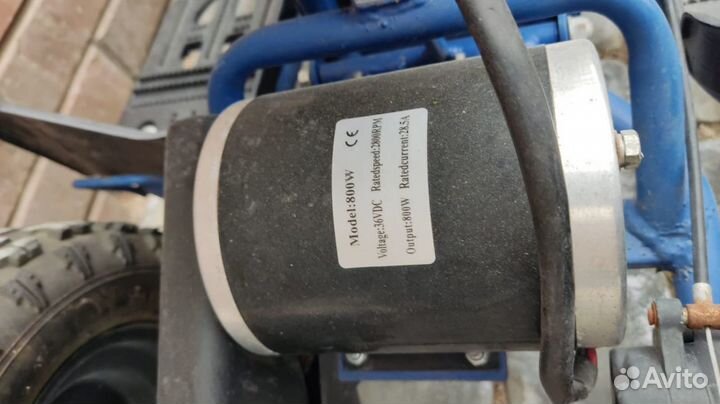 Model:800W CE
Voltage:36VDC Ratedspeed:2800RPM
Output:800W Ratedcurrent:28.5A
Avito